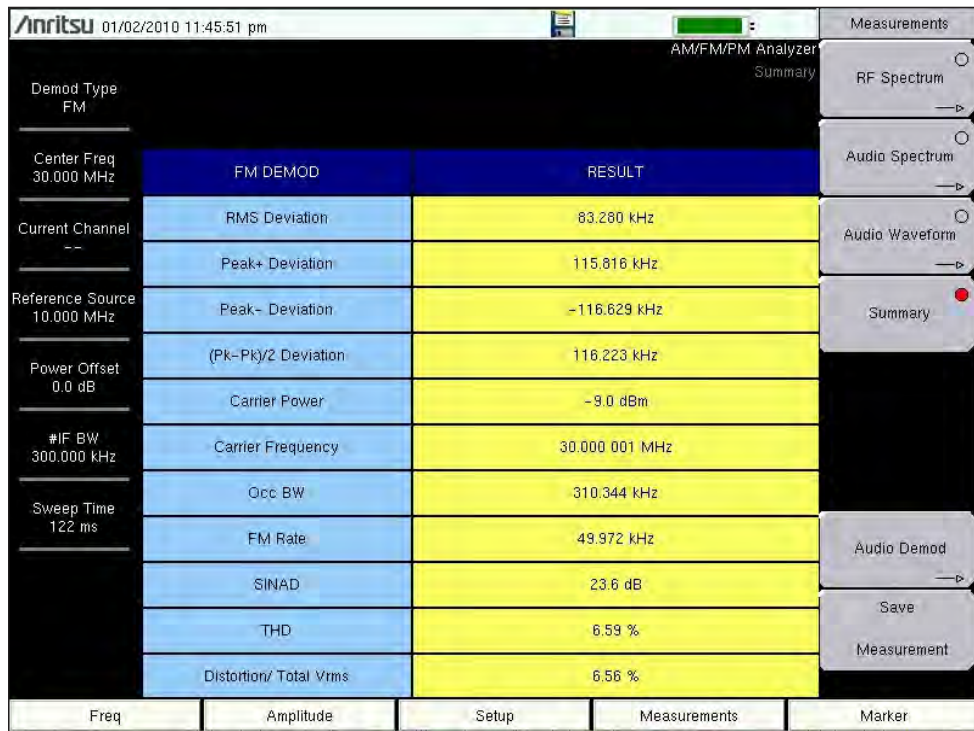 Anritsu 01/02/2010 11:45:51 pm
Measurements
AM/FM/PM Analyzer
Summary
Demod Type
FM
Center Freq
30.000 MHz
Current Channel
--
Reference Source
10.000 MHz
Power Offset
0.0 dB
#IF BW
300.000 kHz
Sweep Time
122 ms
FM DEMOD RESULT
RMS Deviation 83.280 kHz
Peak+ Deviation 115.816 kHz
Peak- Deviation -116.629 kHz
(Pk-Pk)/2 Deviation 116.223 kHz
Carrier Power -9.0 dBm
Carrier Frequency 30.000 001 MHz
Occ BW 310.344 kHz
FM Rate 49.972 kHz
SINAD 23.6 dB
THD 6.59 %
Distortion/ Total Vrms 6.56 %
RF Spectrum
Audio Spectrum
Audio Waveform
Summary
Audio Demod
Save
Measurement
Freq Amplitude Setup Measurements Marker